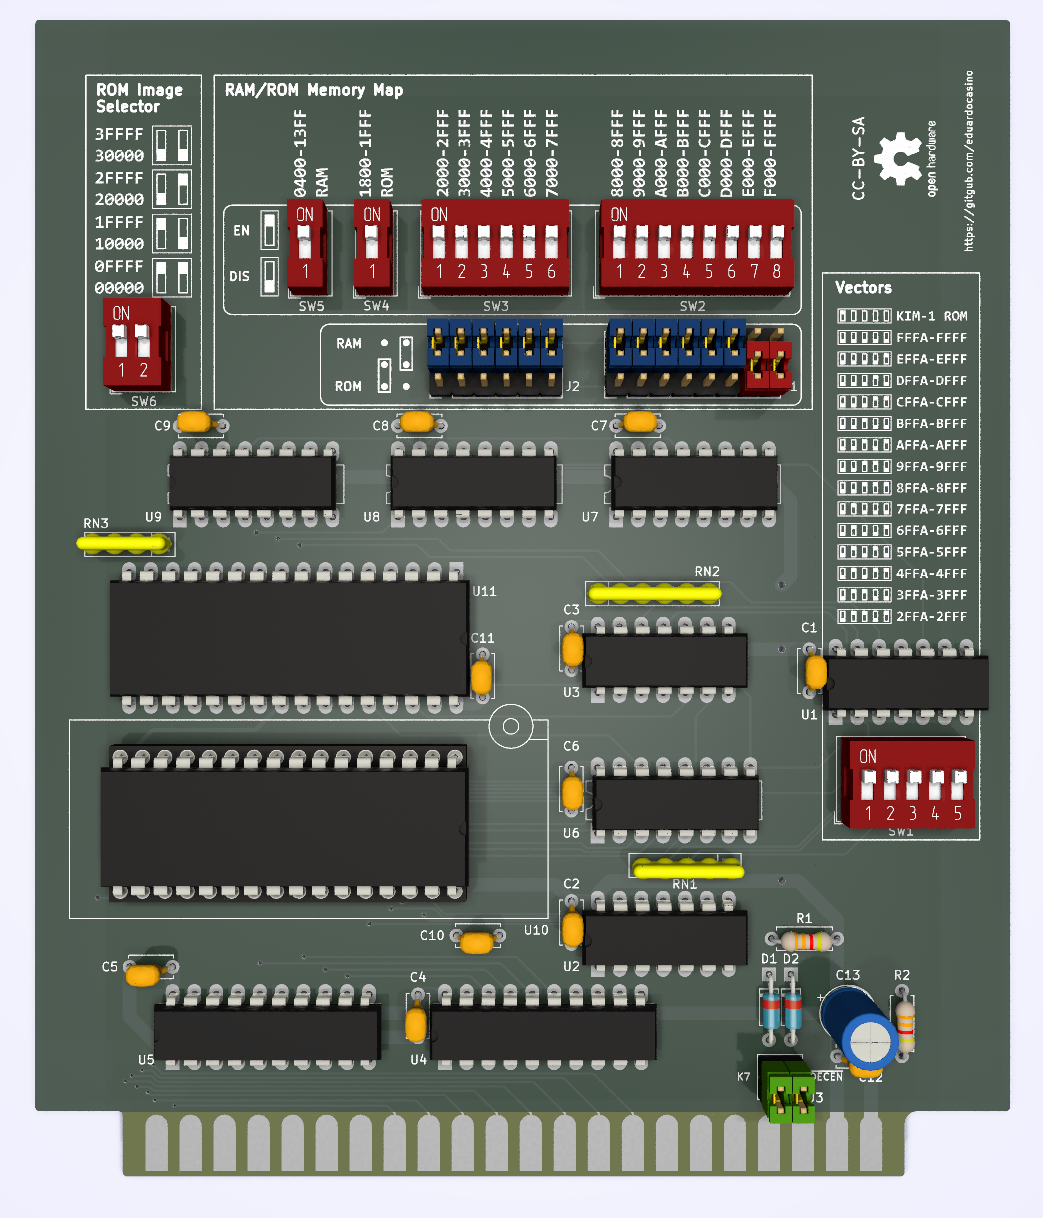 ROM Image
Selector
3FFFF
30000
2FFFF
20000
1FFFF
10000
0FFFF
00000
ON
1 2
SW6
RAM/ROM Memory Map
0400-13FF
RAM
1800-1FFF
ROM
2000-2FFF
3000-3FFF
4000-4FFF
5000-5FFF
6000-6FFF
7000-7FFF
8000-8FFF
9000-9FFF
A000-AFFF
B000-BFFF
C000-CFFF
D000-DFFF
E000-EFFF
F000-FFFF
EN
DIS
ON
1
SW5
ON
1
SW4
ON
1 2 3 4 5 6
SW3
ON
1 2 3 4 5 6 7 8
SW2
RAM
ROM
J2
1
CC-BY-SA
open hardware
https://gitgub.com/eduardocasino
Vectors
KIM-1 ROM
FFFA-FFFF
EFFA-EFFF
DFFA-DFFF
CFFA-CFFF
BFFA-BFFF
AFFA-AFFF
9FFA-9FFF
8FFA-8FFF
7FFA-7FFF
6FFA-6FFF
5FFA-5FFF
4FFA-4FFF
3FFA-3FFF
2FFA-2FFF
C9
C8
C7
U9
U8
U7
RN3
RN2
U11
C11
C3
U3
C1
U1
ON
1 2 3 4 5
SW1
C6
U6
RN1
C2
U10
U2
C10
C5
C4
U5
U4
R1
D1 D2
C13
+
R2
K7
DECEN
J3
C12